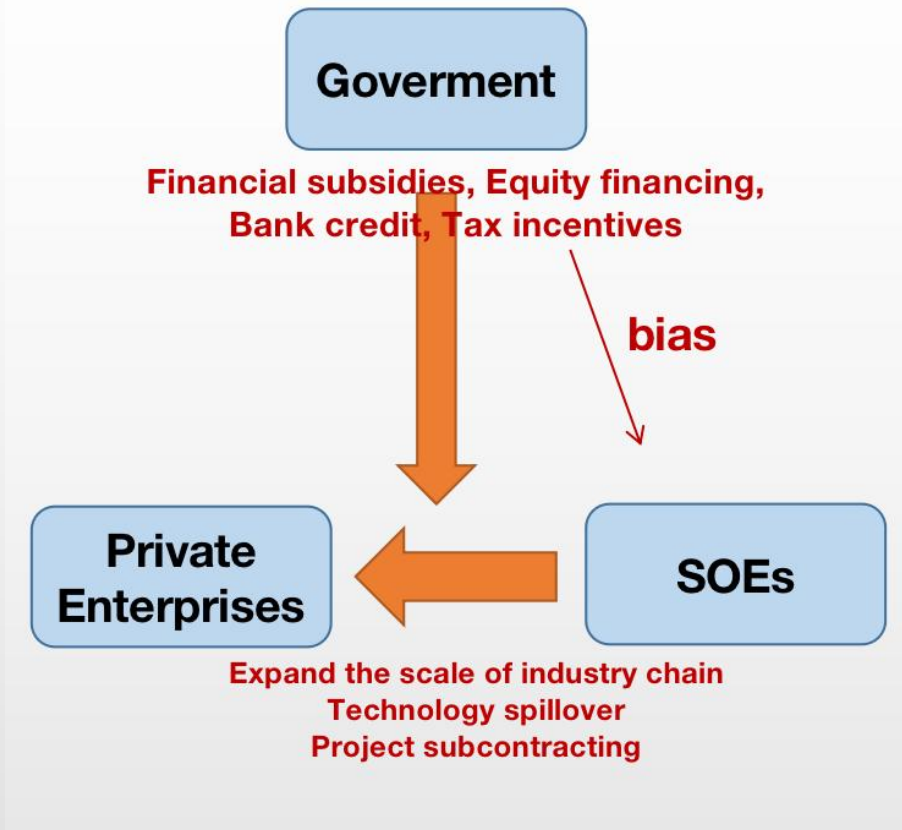 Goverment
Financial subsidies, Equity financing,
Bank credit, Tax incentives
bias
Private
Enterprises
SOEs
Expand the scale of industry chain
Technology spillover
Project subcontracting